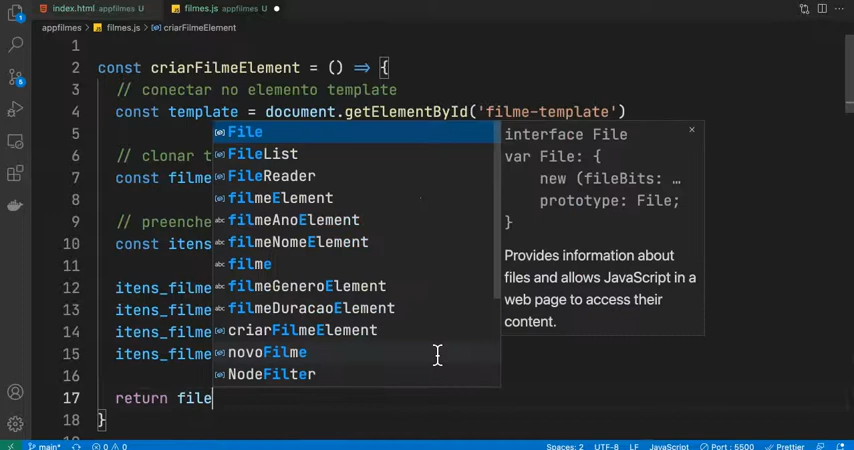 index.html appfilmes U
filmes.js appfilmes U
appfilmes > filmes.js > criarFilmeElement
1
2 const criarFilmeElement = () => {
3 // conectar no elemento template
4 const template = document.getElementById('filme-template')
5
6 // clonar t
7 const filme
8
9 // preenche
10 const itens
11
12 itens_filme
13 itens_filme
14 itens_filme
15 itens_filme
16
17 return file
18 }
File
FileList
FileReader
filmeElement
filmeAnoElement
filmeNomeElement
filme
filmeGeneroElement
filmeDuracaoElement
criarFilmeElement
novoFilme
NodeFilter
interface File
var File: {
new (fileBits: …
prototype: File;
}
Provides information about
files and allows JavaScript in a
web page to access their
content.
main* 0 0 Spaces: 2 UTF-8 LF JavaScript Port : 5500 Prettier